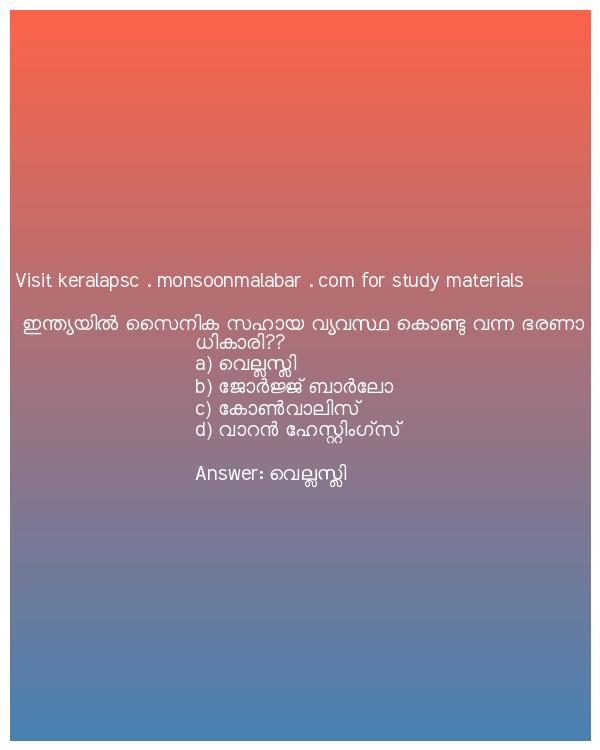 Visit keralapsc . monsoonmalabar . com for study materials
ഇന്ത്യയിൽ സൈനിക സഹായ വ്യവസ്ഥ കൊണ്ടു വന്ന ഭരണാ
ധികാരി??
a) വെല്ലസ്ലി
b) ജോർജ്ജ് ബാർലോ
c) കോൺവാലിസ്
d) വാറൻ ഹേസ്റ്റിംഗ്സ്
Answer: വെല്ലസ്ലി